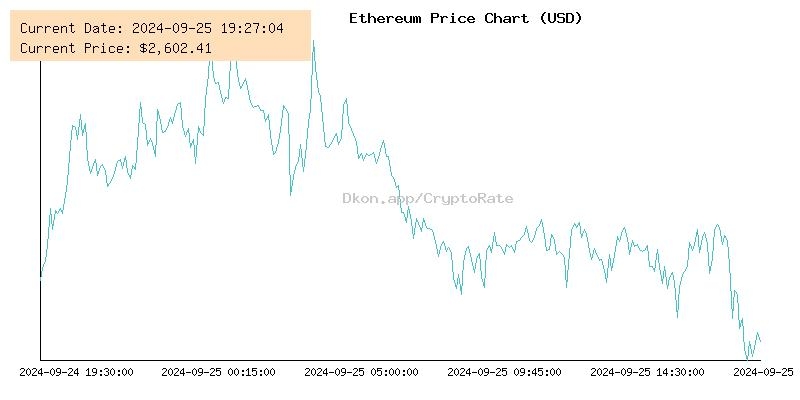 Ethereum Price Chart (USD)
Current Date: 2024-09-25 19:27:04
Current Price: $2,602.41
Dkon.app/CryptoRate
2024-09-24 19:30:00 2024-09-25 00:15:00 2024-09-25 05:00:00 2024-09-25 09:45:00 2024-09-25 14:30:00 2024-09-25